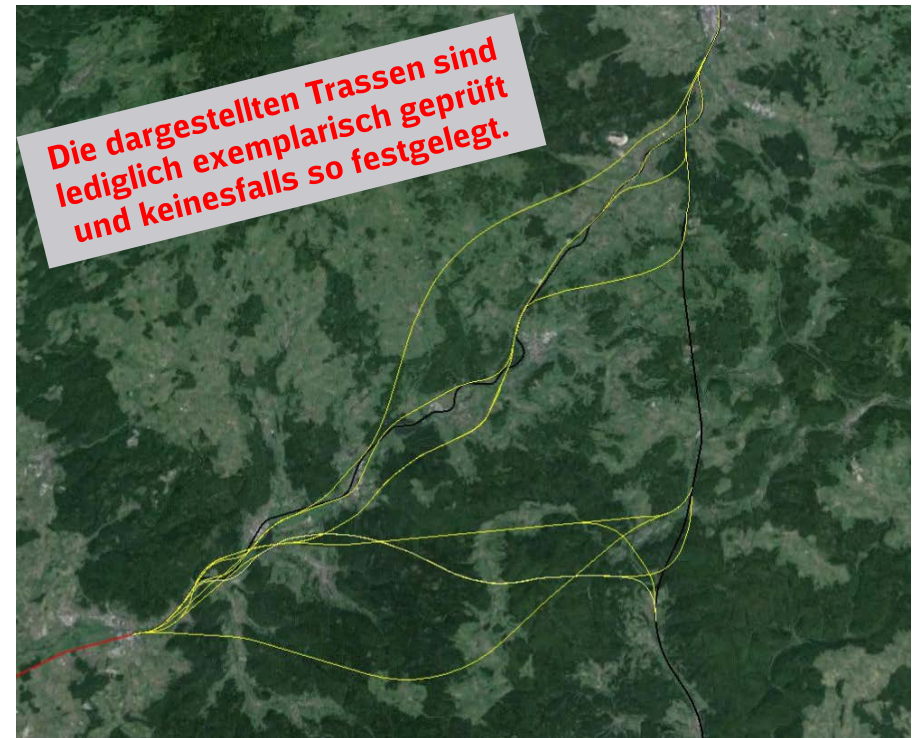 Die dargestellten Trassen sind
lediglich exemplarisch geprüft
und keinesfalls so festgelegt.